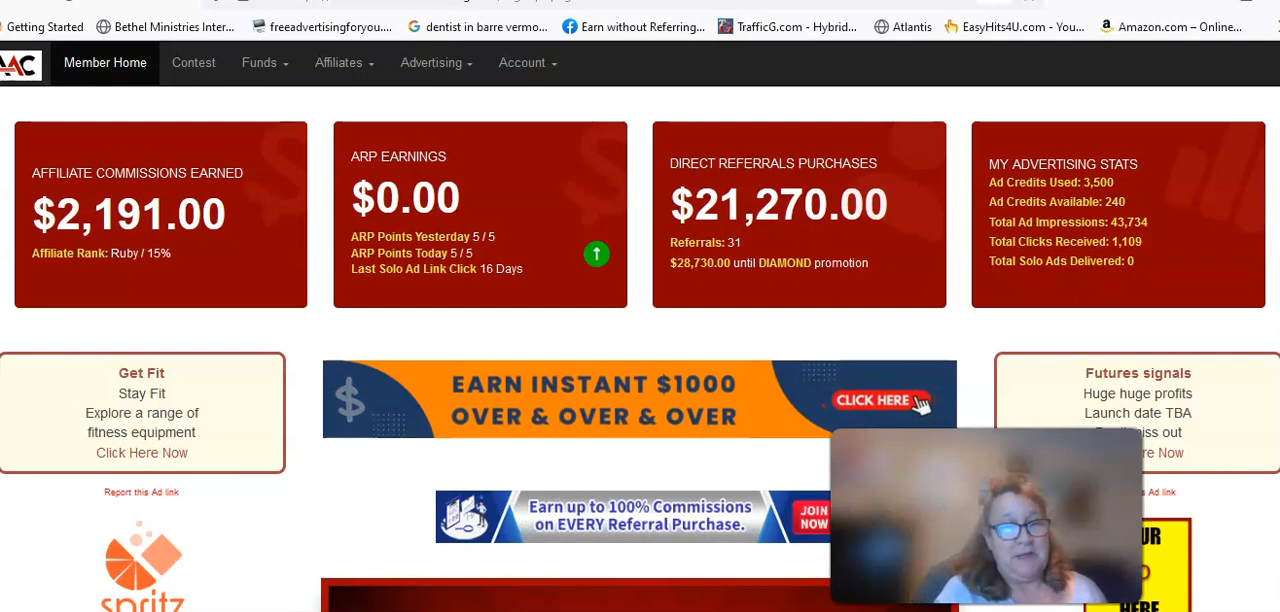 Getting Started
Bethel Ministries Inter...
freeadvertisingforyou....
dentist in barre vermo...
Earn without Referring...
TrafficG.com - Hybrid...
Atlantis
EasyHits4U.com - You...
Amazon.com – Online...
AAC
Member Home
Contest
Funds
Affiliates
Advertising
Account
AFFILIATE COMMISSIONS EARNED
$2,191.00
Affiliate Rank: Ruby / 15%
ARP EARNINGS
$0.00
ARP Points Yesterday 5 / 5
ARP Points Today 5 / 5
Last Solo Ad Link Click 16 Days
DIRECT REFERRALS PURCHASES
$21,270.00
Referrals: 31
$28,730.00 until DIAMOND promotion
MY ADVERTISING STATS
Ad Credits Used: 3,500
Ad Credits Available: 240
Total Ad Impressions: 43,734
Total Clicks Received: 1,109
Total Solo Ads Delivered: 0
Get Fit
Stay Fit
Explore a range of
fitness equipment
Click Here Now
Report this Ad link
spritz
EARN INSTANT $1000
OVER & OVER & OVER
CLICK HERE
Earn up to 100% Commissions
on EVERY Referral Purchase.
JOIN
NOW
Futures signals
Huge huge profits
Launch date TBA
miss out
Now
Ad link
HERE